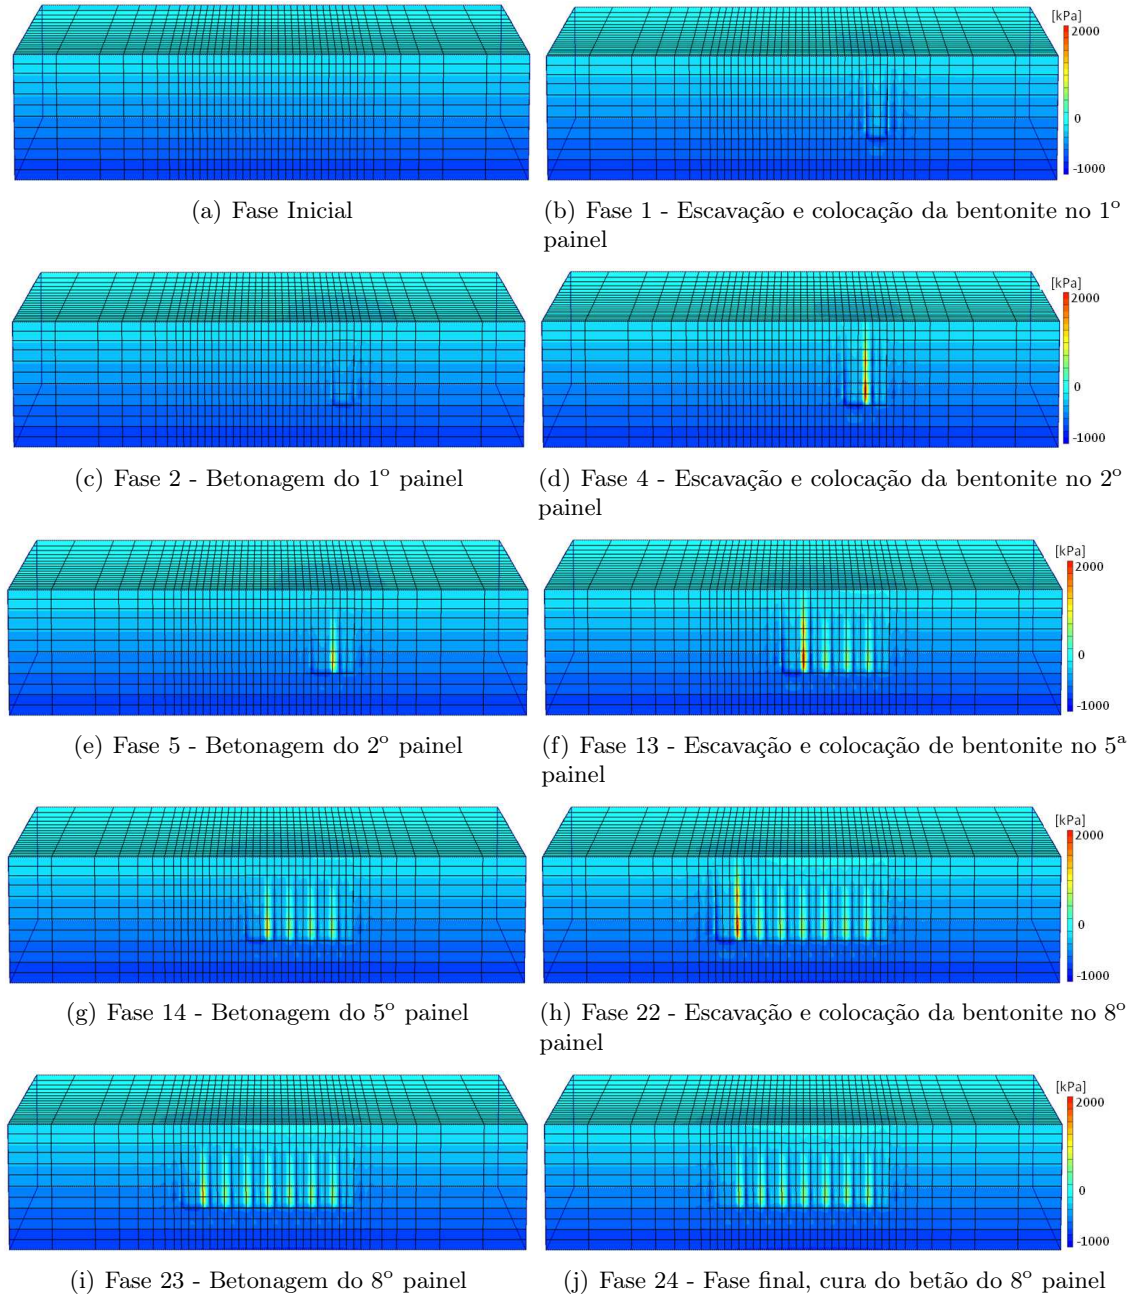 [kPa]
2000
0
-1000
(a) Fase Inicial
(b) Fase 1 - Escavação e colocação da bentonite no 1º
painel
[kPa]
2000
0
-1000
(c) Fase 2 - Betonagem do 1º painel
(d) Fase 4 - Escavação e colocação da bentonite no 2º
painel
[kPa]
2000
0
-1000
(e) Fase 5 - Betonagem do 2º painel
(f) Fase 13 - Escavação e colocação de bentonite no 5ª
painel
[kPa]
2000
0
-1000
(g) Fase 14 - Betonagem do 5º painel
(h) Fase 22 - Escavação e colocação da bentonite no 8º
painel
[kPa]
2000
0
-1000
(i) Fase 23 - Betonagem do 8º painel
(j) Fase 24 - Fase final, cura do betão do 8º painel